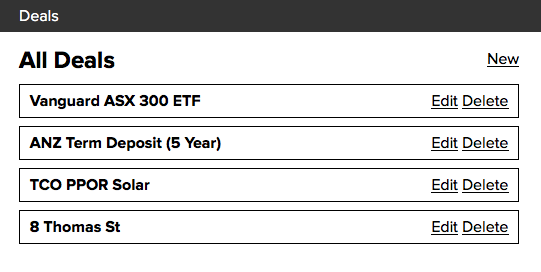 Deals
All Deals New
Vanguard ASX 300 ETF Edit Delete
ANZ Term Deposit (5 Year) Edit Delete
TCO PPOR Solar Edit Delete
8 Thomas St Edit Delete